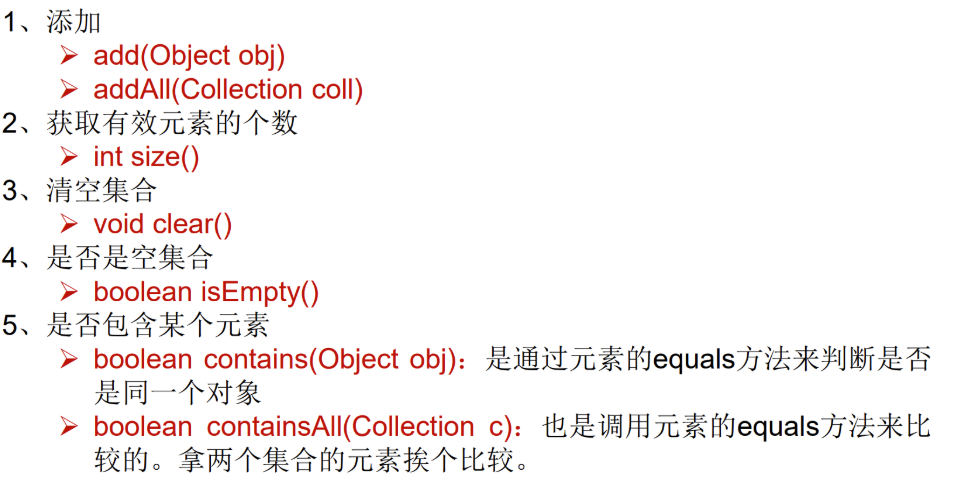 1、添加
➢ add(Object obj)
➢ addAll(Collection coll)
2、获取有效元素的个数
➢ int size()
3、清空集合
➢ void clear()
4、是否是空集合
➢ boolean isEmpty()
5、是否包含某个元素
➢ boolean contains(Object obj)：是通过元素的equals方法来判断是否
是同一个对象
➢ boolean containsAll(Collection c)：也是调用元素的equals方法来比
较的。拿两个集合的元素挨个比较。